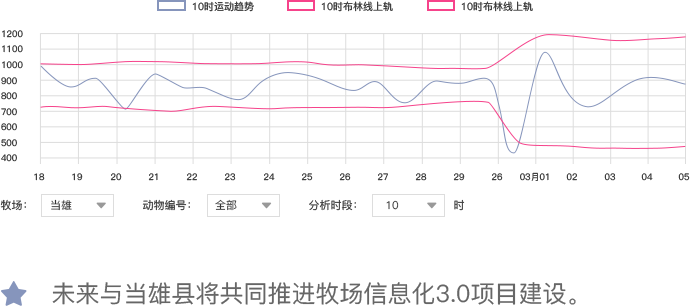 10时运动趋势 10时布林线上轨 10时布林线上轨
1200
1100
1000
900
800
700
600
500
400
18 19 20 21 22 23 24 25 26 27 28 29 26 03月01 02 03 04 05
牧场： 当雄 动物编号： 全部 分析时段： 10 时
未来与当雄县将共同推进牧场信息化3.0项目建设。